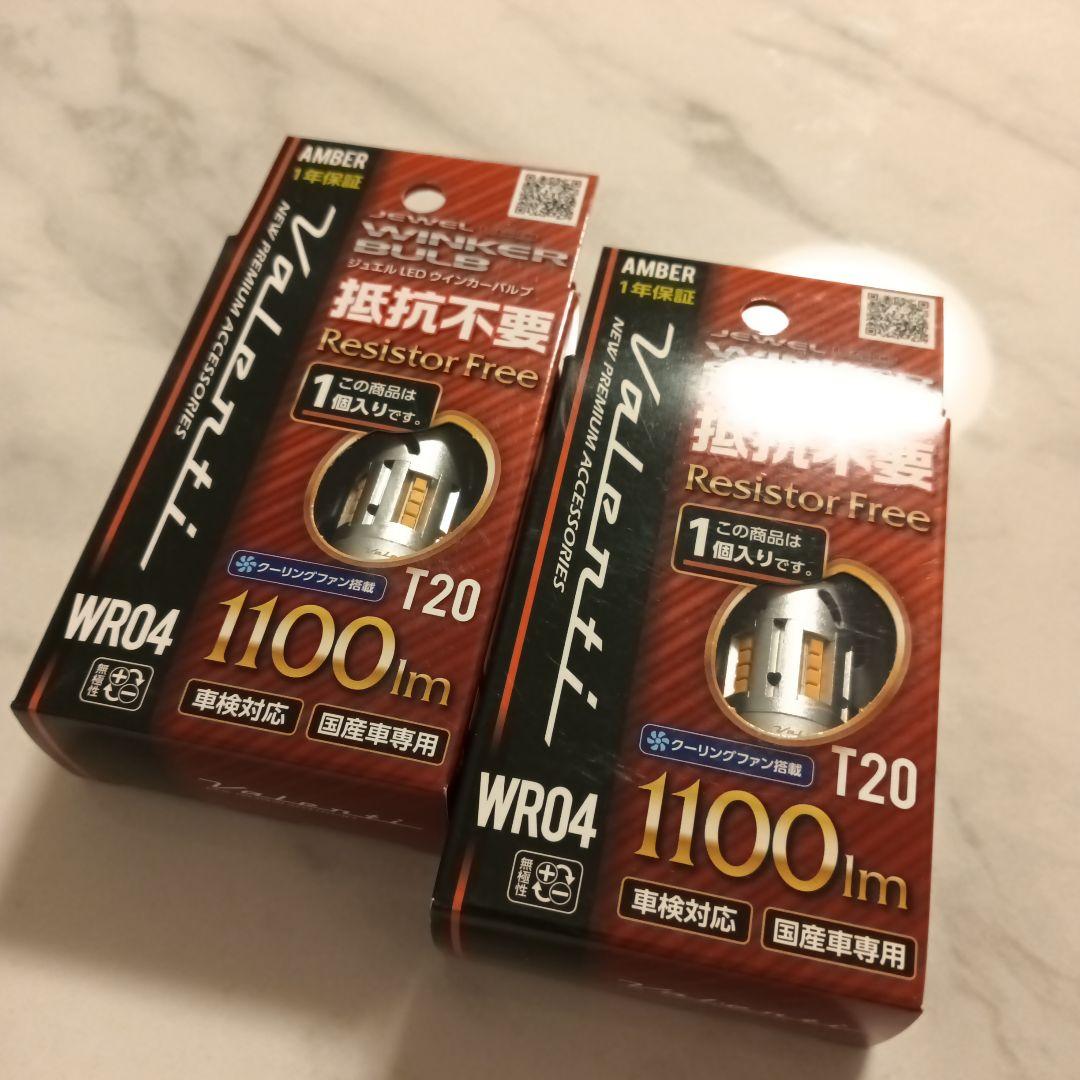 AMBER
1年保証
Valenti
NEW PREMIUM ACCESSORIES
JEWEL LED
WINKER
BULB
ジュエル LED ウインカーバルブ
抵抗不要
Resistor Free
この商品は
1個入りです。
クーリングファン搭載
T20
WR04
1100lm
無極性
車検対応
国産車専用
Valenti
AMBER
1年保証
Valenti
NEW PREMIUM ACCESSORIES
JEWEL
抵抗不要
Resistor Free
この商品は
1個入りです。
クーリングファン搭載
T20
WR04
1100lm
無極性
車検対応
国産車専用
Valenti